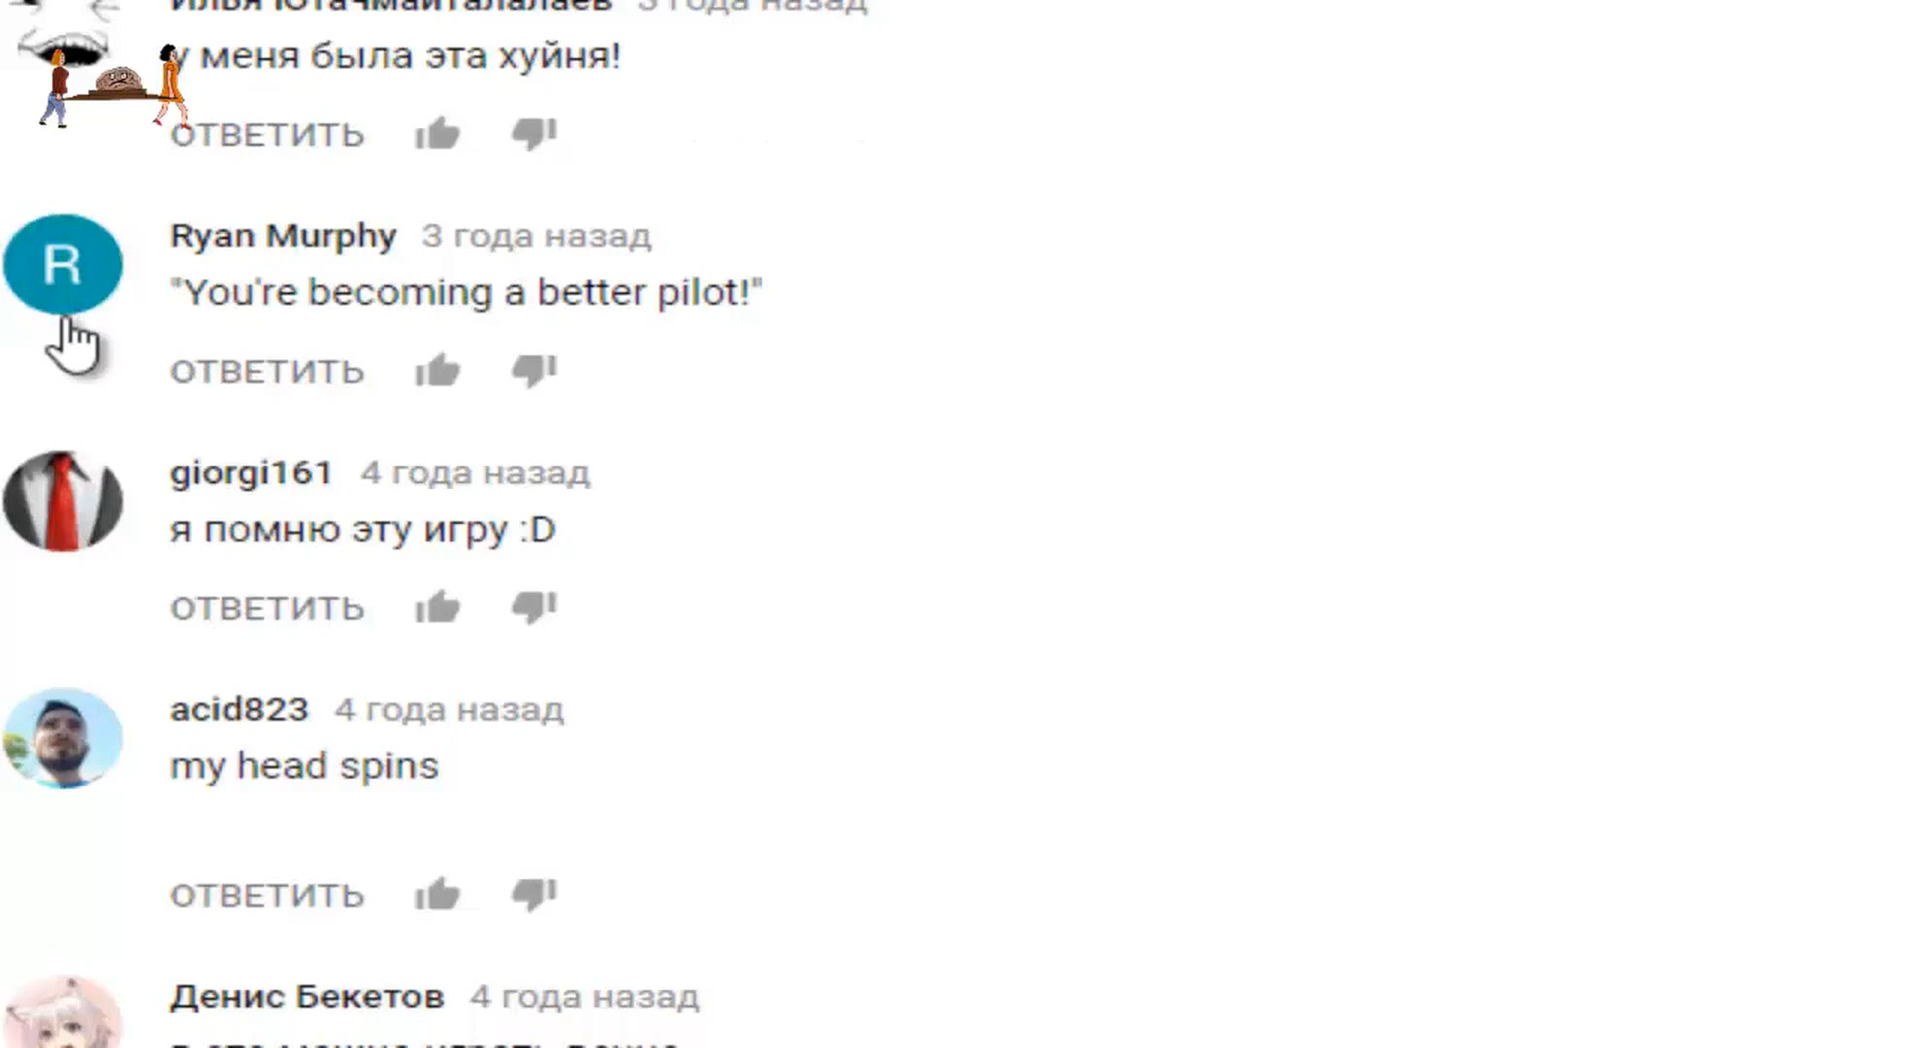 Илья Ютачмайталалаев 3 года назад
у меня была эта хуйня!
ОТВЕТИТЬ
R
Ryan Murphy 3 года назад
"You're becoming a better pilot!"
ОТВЕТИТЬ
giorgi161 4 года назад
я помню эту игру :D
ОТВЕТИТЬ
acid823 4 года назад
my head spins
ОТВЕТИТЬ
Денис Бекетов 4 года назад